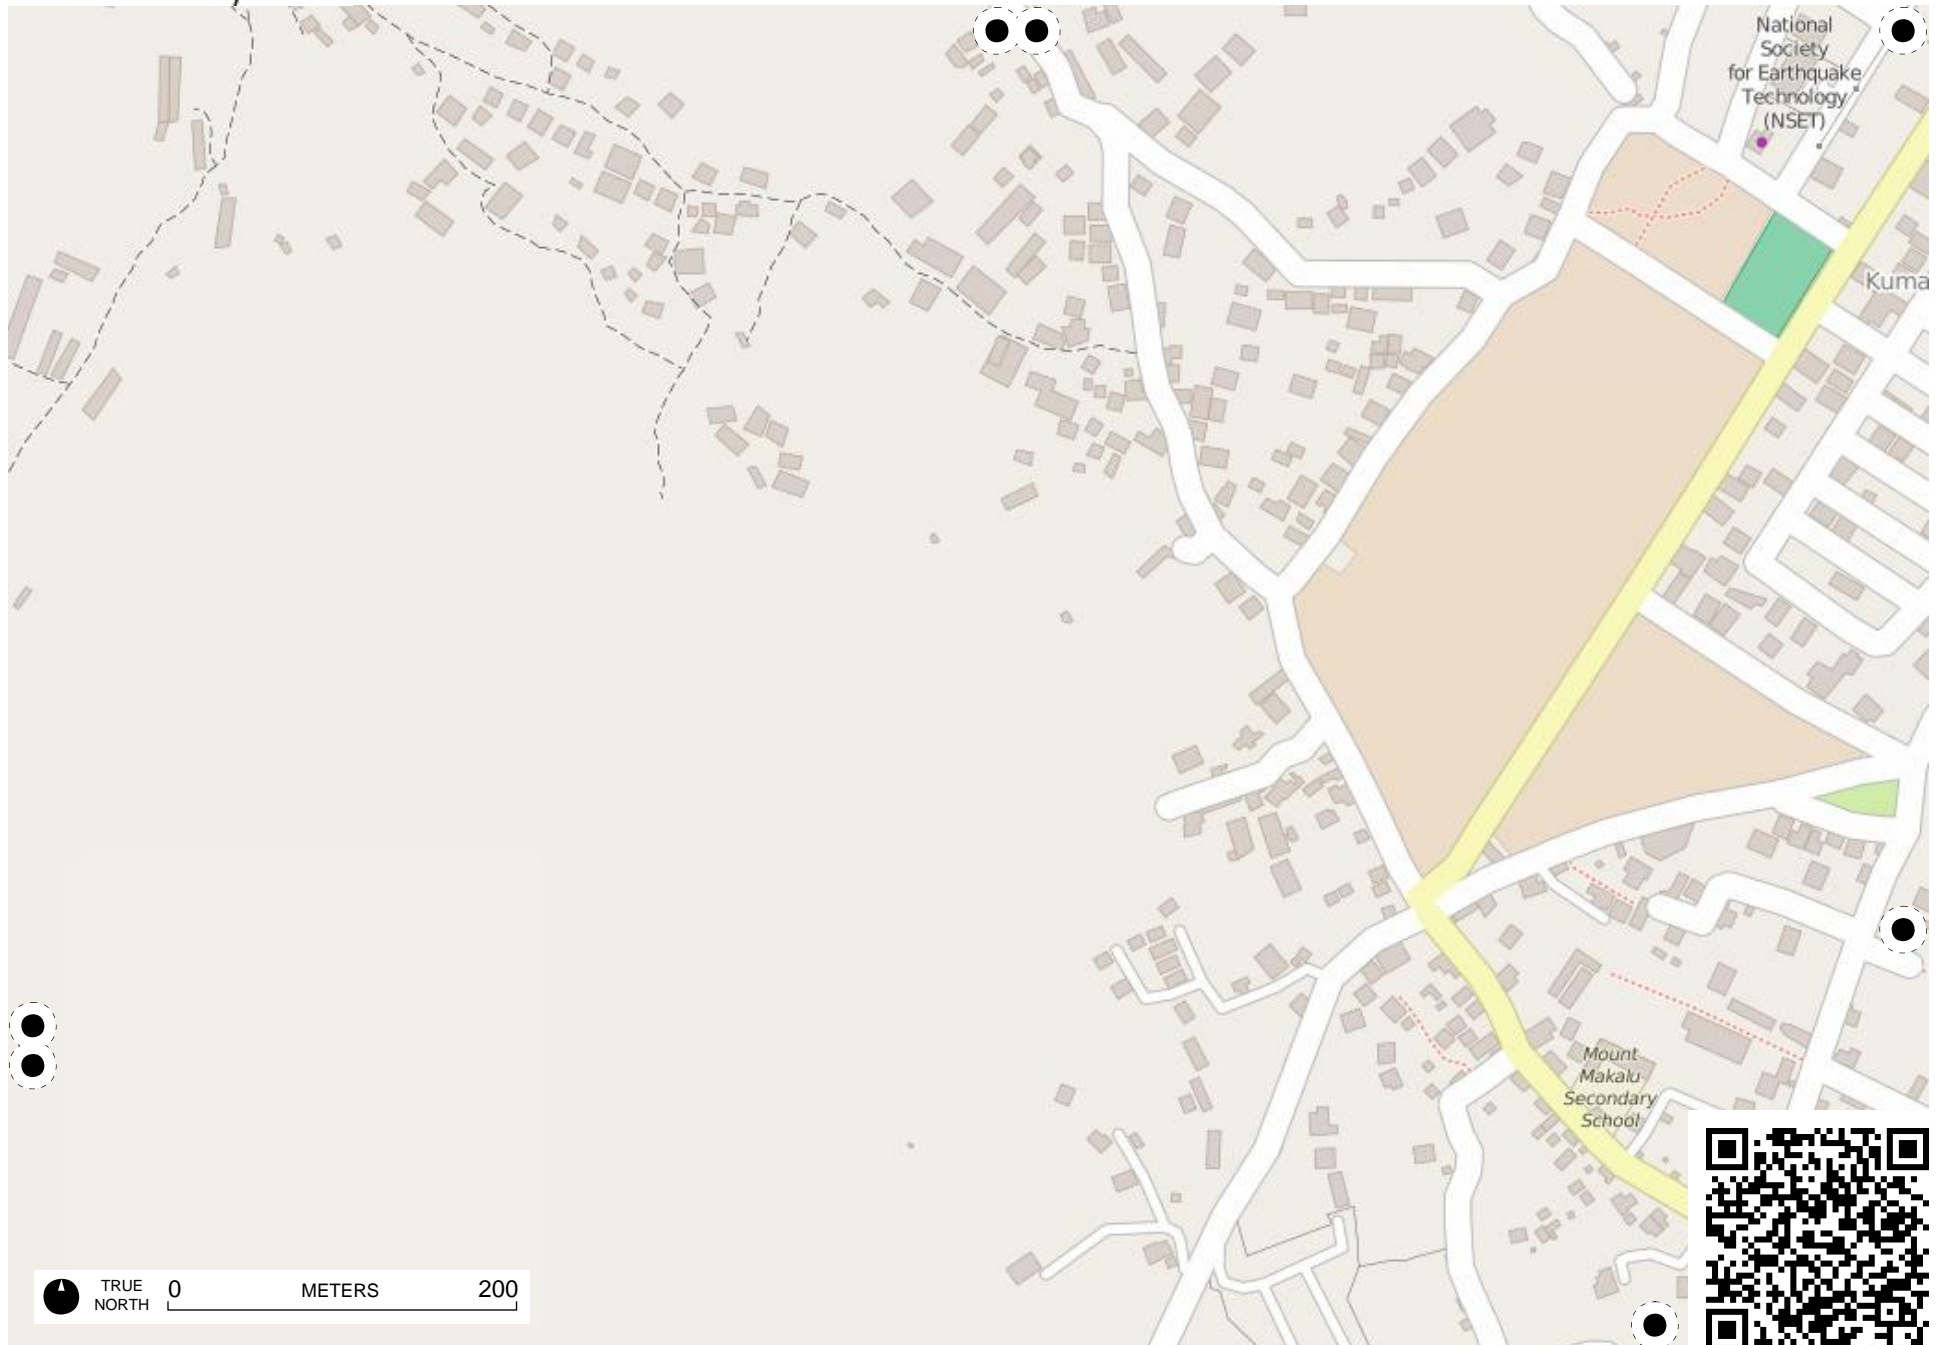 National
Society
for Earthquake
Technology
(NSET)
Kuma
Mount
Makalu
Secondary
School
TRUE
NORTH
0 METERS 200